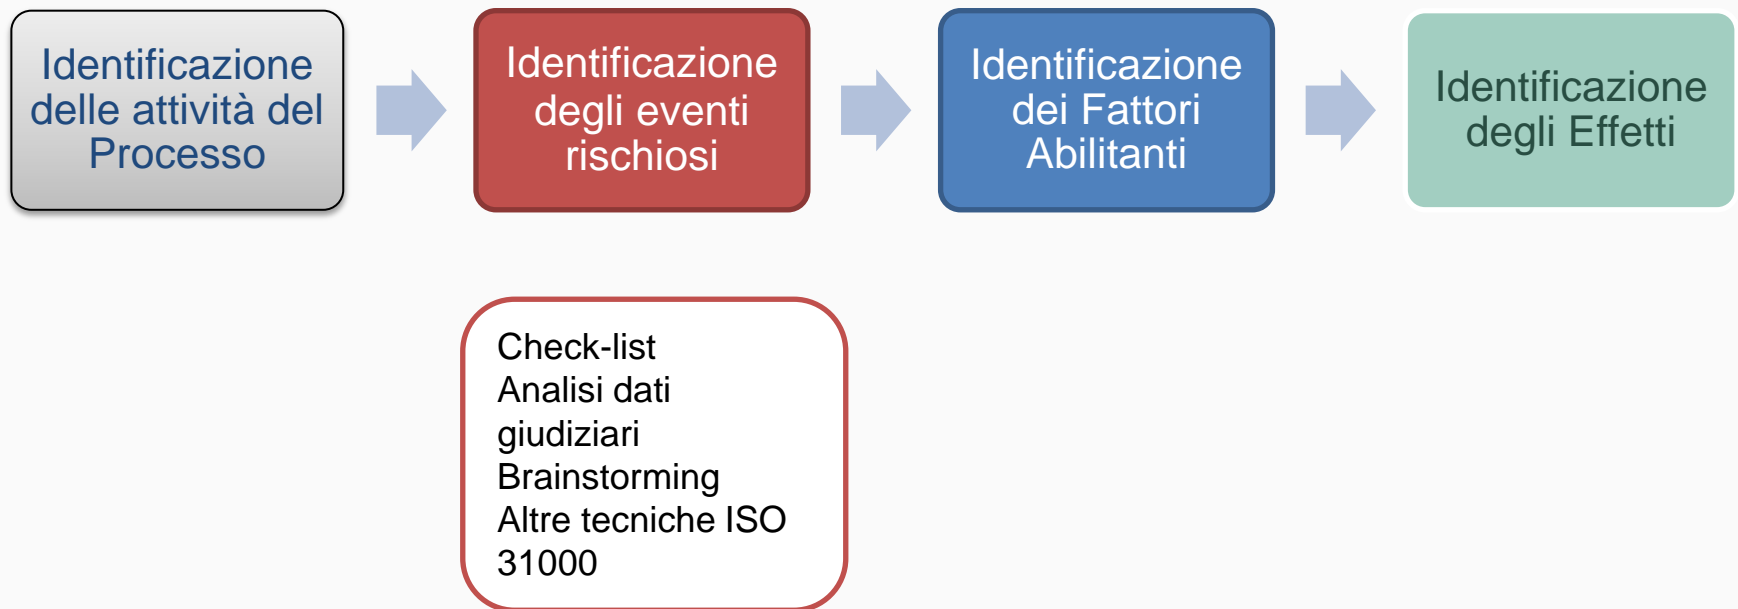 Identificazione
delle attività del
Processo
Identificazione
degli eventi
rischiosi
Identificazione
dei Fattori
Abilitanti
Identificazione
degli Effetti
Check-list
Analisi dati
giudiziari
Brainstorming
Altre tecniche ISO
31000